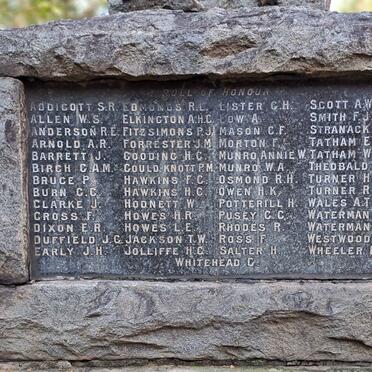 ROLL OF HONOUR
ADDICOTT S.R. EDMONDS R.E. LISTER G.H. SCOTT A.W
ALLEN W.S. ELKINGTON A.H.C. LOW A. SMITH F.J
ANDERSON R.E. FITZSIMONS P.J. MASON C.F. STRANACK
ARNOLD A.R. FORRESTER J.M. MORTON F. TATHAM E
BARRETT J. GOODING H.C. MUNRO ANNIE W. TATHAM W
BIRCH C.A.M. GOULD-KNOTT P.M. MUNRO W.A. THEOBALD
BRUCE P. HAWKINS F.C. OSMOND R.H. TURNER H
BURN C.C. HAWKINS H.C. OWEN H.K. TURNER R
CLARKE J. HODNETT W. POTTERILL H. WALES A.T
CROSS F. HOWES H.R. PUSEY C.C. WATERMAN
DIXON E.R. HOWES L.E. RHODES R. WATERMAN
DUFFIELD J.G. JACKSON T.W. ROSS F. WESTWOOD
EARLY J.H. JOLLIFFE H.C. SALTER H. WHEELER
WHITEHEAD G.